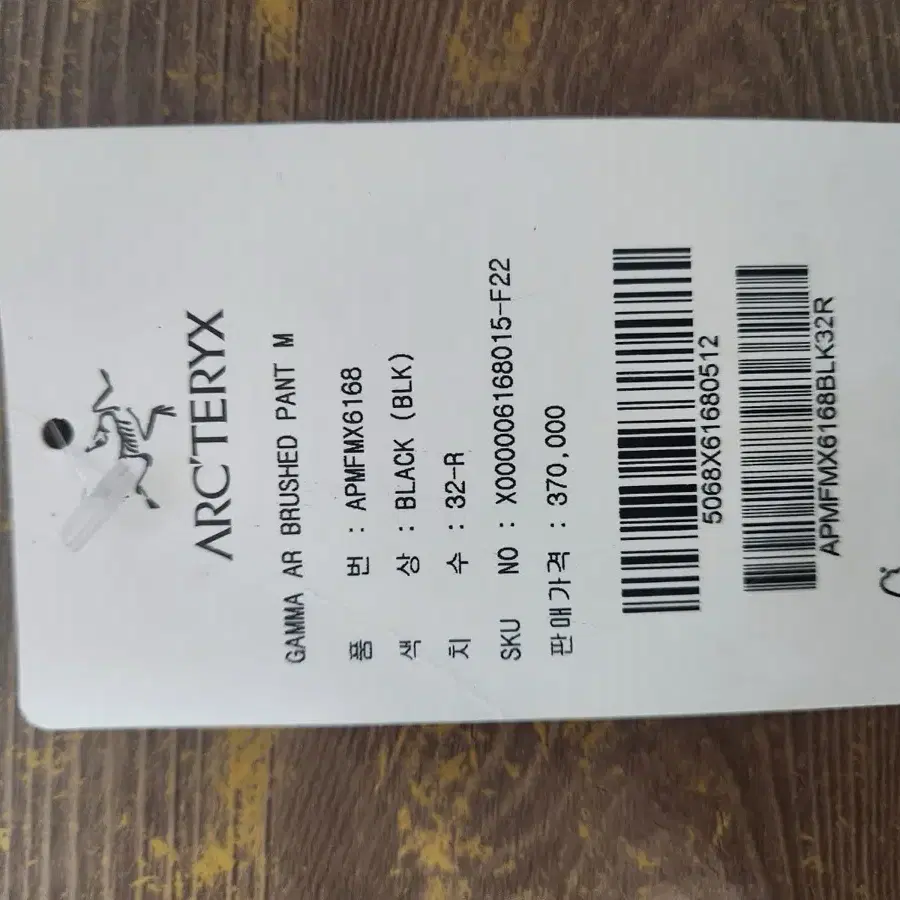 ARC'TERYX
GAMMA AR BRUSHED PANT M
품 번 : APMFMX6168
색 상 : BLACK (BLK)
치 수 : 32-R
SKU NO : X000006168015-F22
판매가격 : 370,000
5068X61680512
APMFMX6168BLK32R